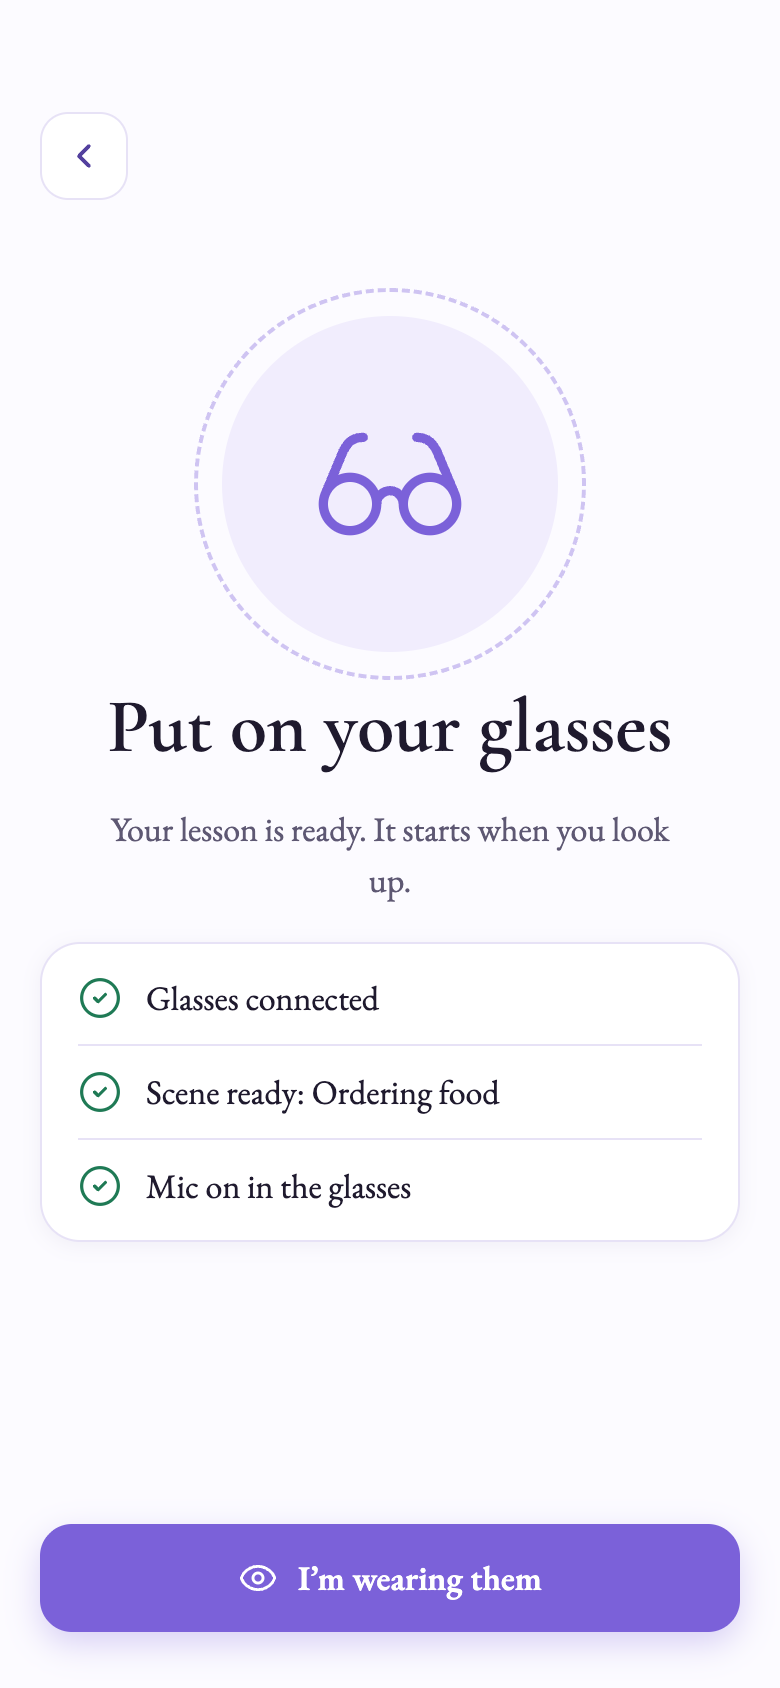 Put on your glasses
Your lesson is ready. It starts when you look
up.
Glasses connected
Scene ready: Ordering food
Mic on in the glasses
I’m wearing them